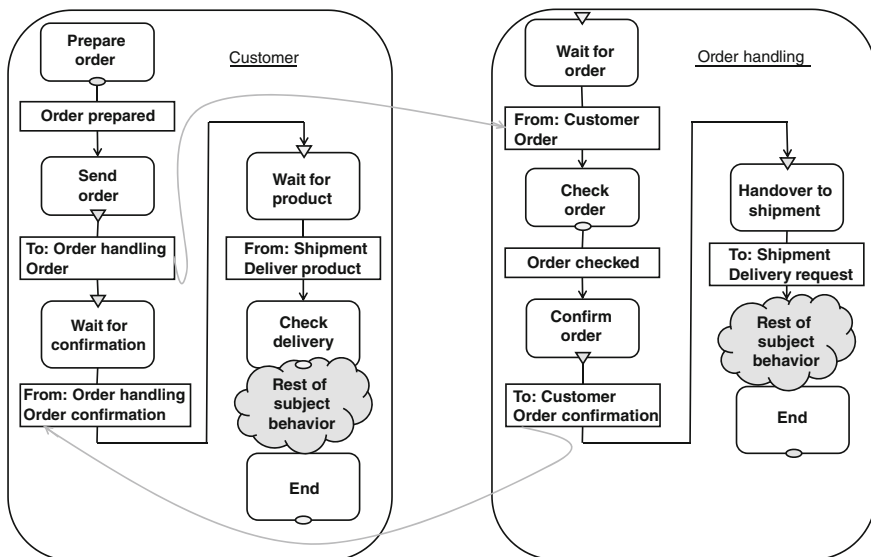 Customer
Prepare
order
Order prepared
Send
order
To: Order handling
Order
Wait for
confirmation
From: Order handling
Order confirmation
Wait for
product
From: Shipment
Deliver product
Check
delivery
Rest of
subject
behavior
End
Order handling
Wait for
order
From: Customer
Order
Check
order
Order checked
Confirm
order
To: Customer
Order confirmation
Handover to
shipment
To: Shipment
Delivery request
Rest of
subject
behavior
End